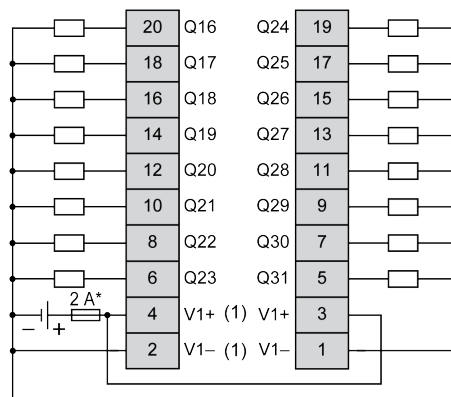 20 Q16 Q24 19
18 Q17 Q25 17
16 Q18 Q26 15
14 Q19 Q27 13
12 Q20 Q28 11
10 Q21 Q29 9
8 Q22 Q30 7
6 Q23 Q31 5
2 A*
− + 4 V1+ (1) V1+ 3
2 V1− (1) V1− 1